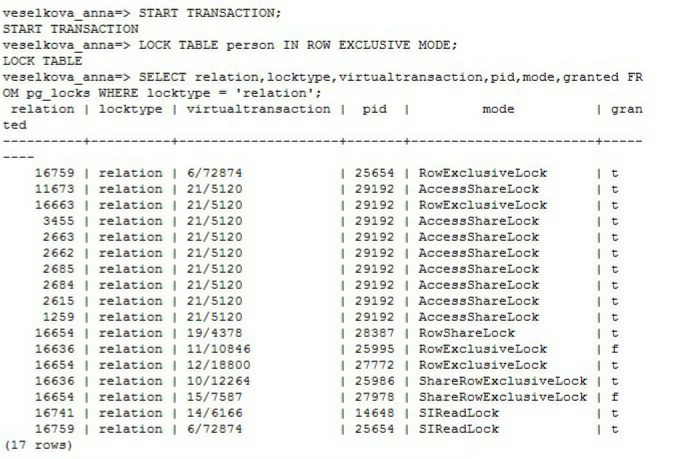 veselkova_anna=> START TRANSACTION;
START TRANSACTION
veselkova_anna=> LOCK TABLE person IN ROW EXCLUSIVE MODE;
LOCK TABLE
veselkova_anna=> SELECT relation,locktype,virtualtransaction,pid,mode,granted FR
OM pg_locks WHERE locktype = 'relation';
 relation | locktype | virtualtransaction |  pid  |         mode          | gran
ted
----------+----------+--------------------+-------+-----------------------+-----
----
    16759 | relation | 6/72874            | 25654 | RowExclusiveLock      | t
    11673 | relation | 21/5120            | 29192 | AccessShareLock       | t
    16663 | relation | 21/5120            | 29192 | RowExclusiveLock      | t
     3455 | relation | 21/5120            | 29192 | AccessShareLock       | t
     2663 | relation | 21/5120            | 29192 | AccessShareLock       | t
     2662 | relation | 21/5120            | 29192 | AccessShareLock       | t
     2685 | relation | 21/5120            | 29192 | AccessShareLock       | t
     2684 | relation | 21/5120            | 29192 | AccessShareLock       | t
     2615 | relation | 21/5120            | 29192 | AccessShareLock       | t
     1259 | relation | 21/5120            | 29192 | AccessShareLock       | t
    16654 | relation | 19/4378            | 28387 | RowShareLock          | t
    16636 | relation | 11/10846           | 25995 | RowExclusiveLock      | f
    16654 | relation | 12/18800           | 27772 | RowExclusiveLock      | t
    16636 | relation | 10/12264           | 25986 | ShareRowExclusiveLock | t
    16654 | relation | 15/7587            | 27978 | ShareRowExclusiveLock | f
    16741 | relation | 14/6166            | 14648 | SIReadLock            | t
    16759 | relation | 6/72874            | 25654 | SIReadLock            | t
(17 rows)